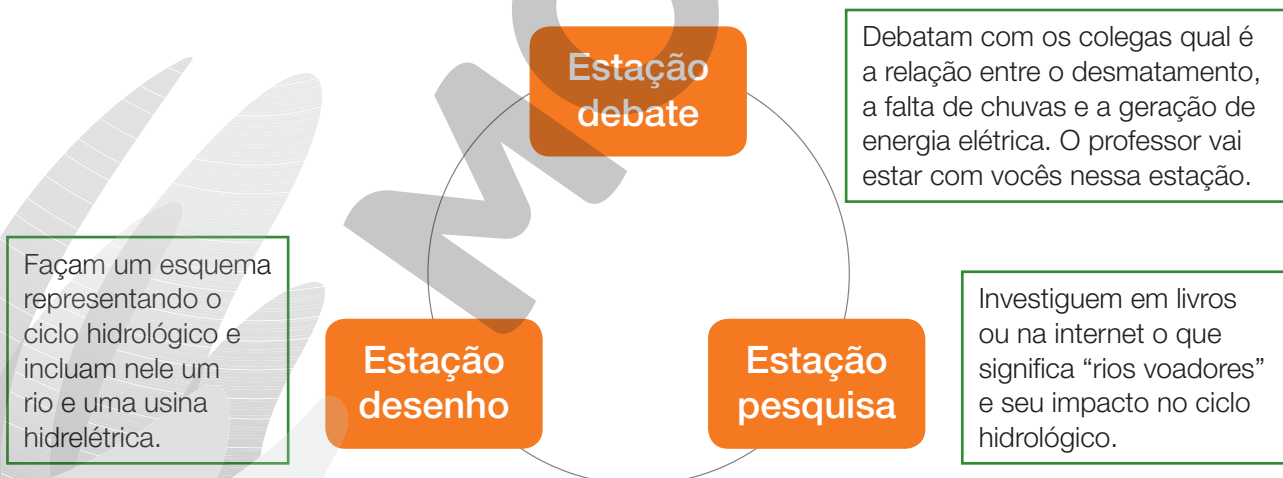 Estação
debate
Debatam com os colegas qual é
a relação entre o desmatamento,
a falta de chuvas e a geração de
energia elétrica. O professor vai
estar com vocês nessa estação.
Façam um esquema
representando o
ciclo hidrológico e
incluam nele um
rio e uma usina
hidrelétrica.
Estação
desenho
Estação
pesquisa
Investiguem em livros
ou na internet o que
significa “rios voadores”
e seu impacto no ciclo
hidrológico.